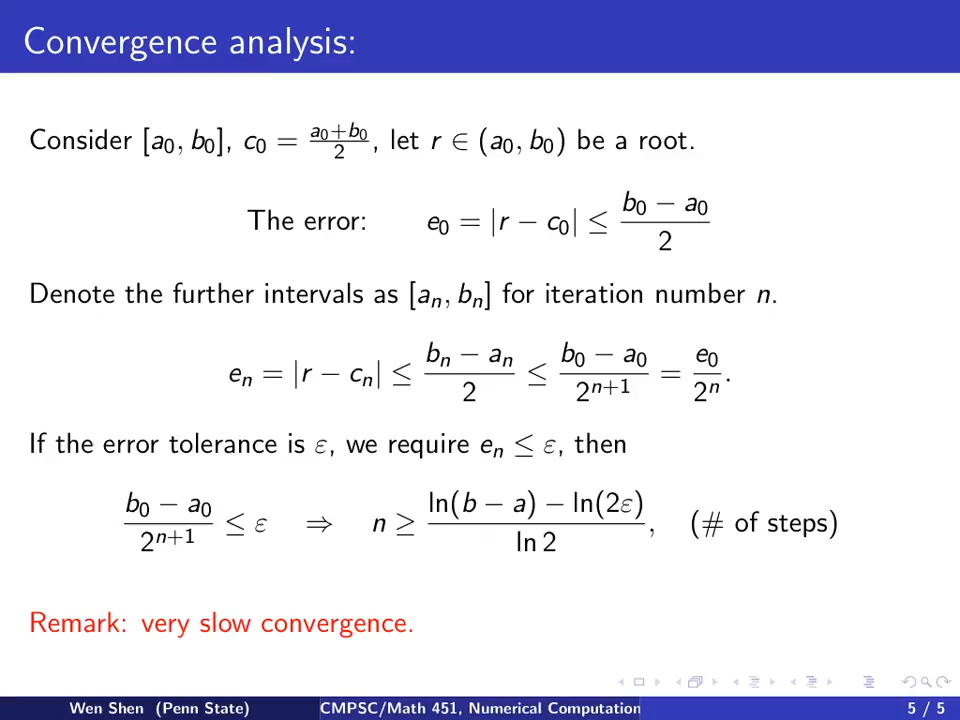 Convergence analysis:
Consider [a₀, b₀], c₀ = (a₀+b₀)/2, let r ∈ (a₀, b₀) be a root.
The error: e₀ = |r − c₀| ≤ (b₀ − a₀)/2
Denote the further intervals as [aₙ, bₙ] for iteration number n.
eₙ = |r − cₙ| ≤ (bₙ − aₙ)/2 ≤ (b₀ − a₀)/2ⁿ⁺¹ = e₀/2ⁿ.
If the error tolerance is ε, we require eₙ ≤ ε, then
(b₀ − a₀)/2ⁿ⁺¹ ≤ ε ⇒ n ≥ (ln(b − a) − ln(2ε))/ln 2, (# of steps)
Remark: very slow convergence.
Wen Shen (Penn State) CMPSC/Math 451, Numerical Computation 5 / 5